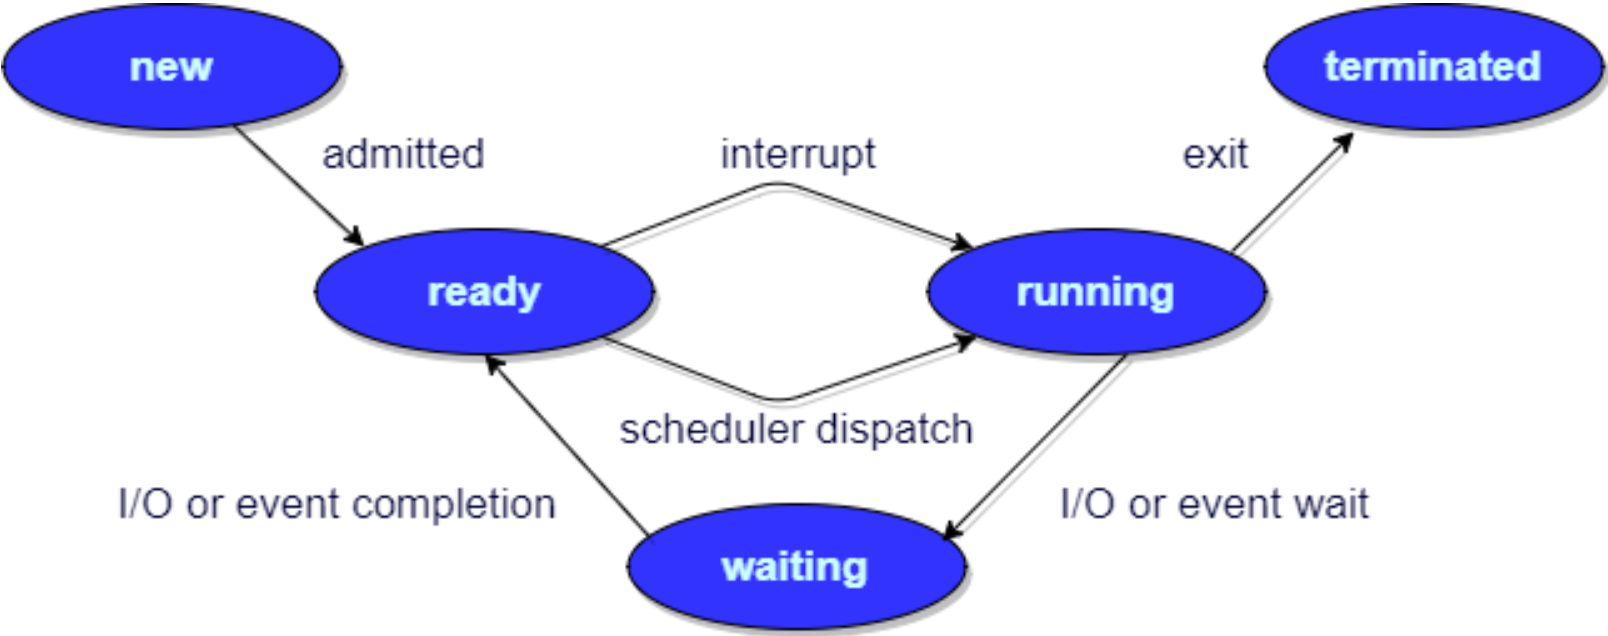 new
terminated
admitted
interrupt
exit
ready
running
scheduler dispatch
I/O or event completion
I/O or event wait
waiting